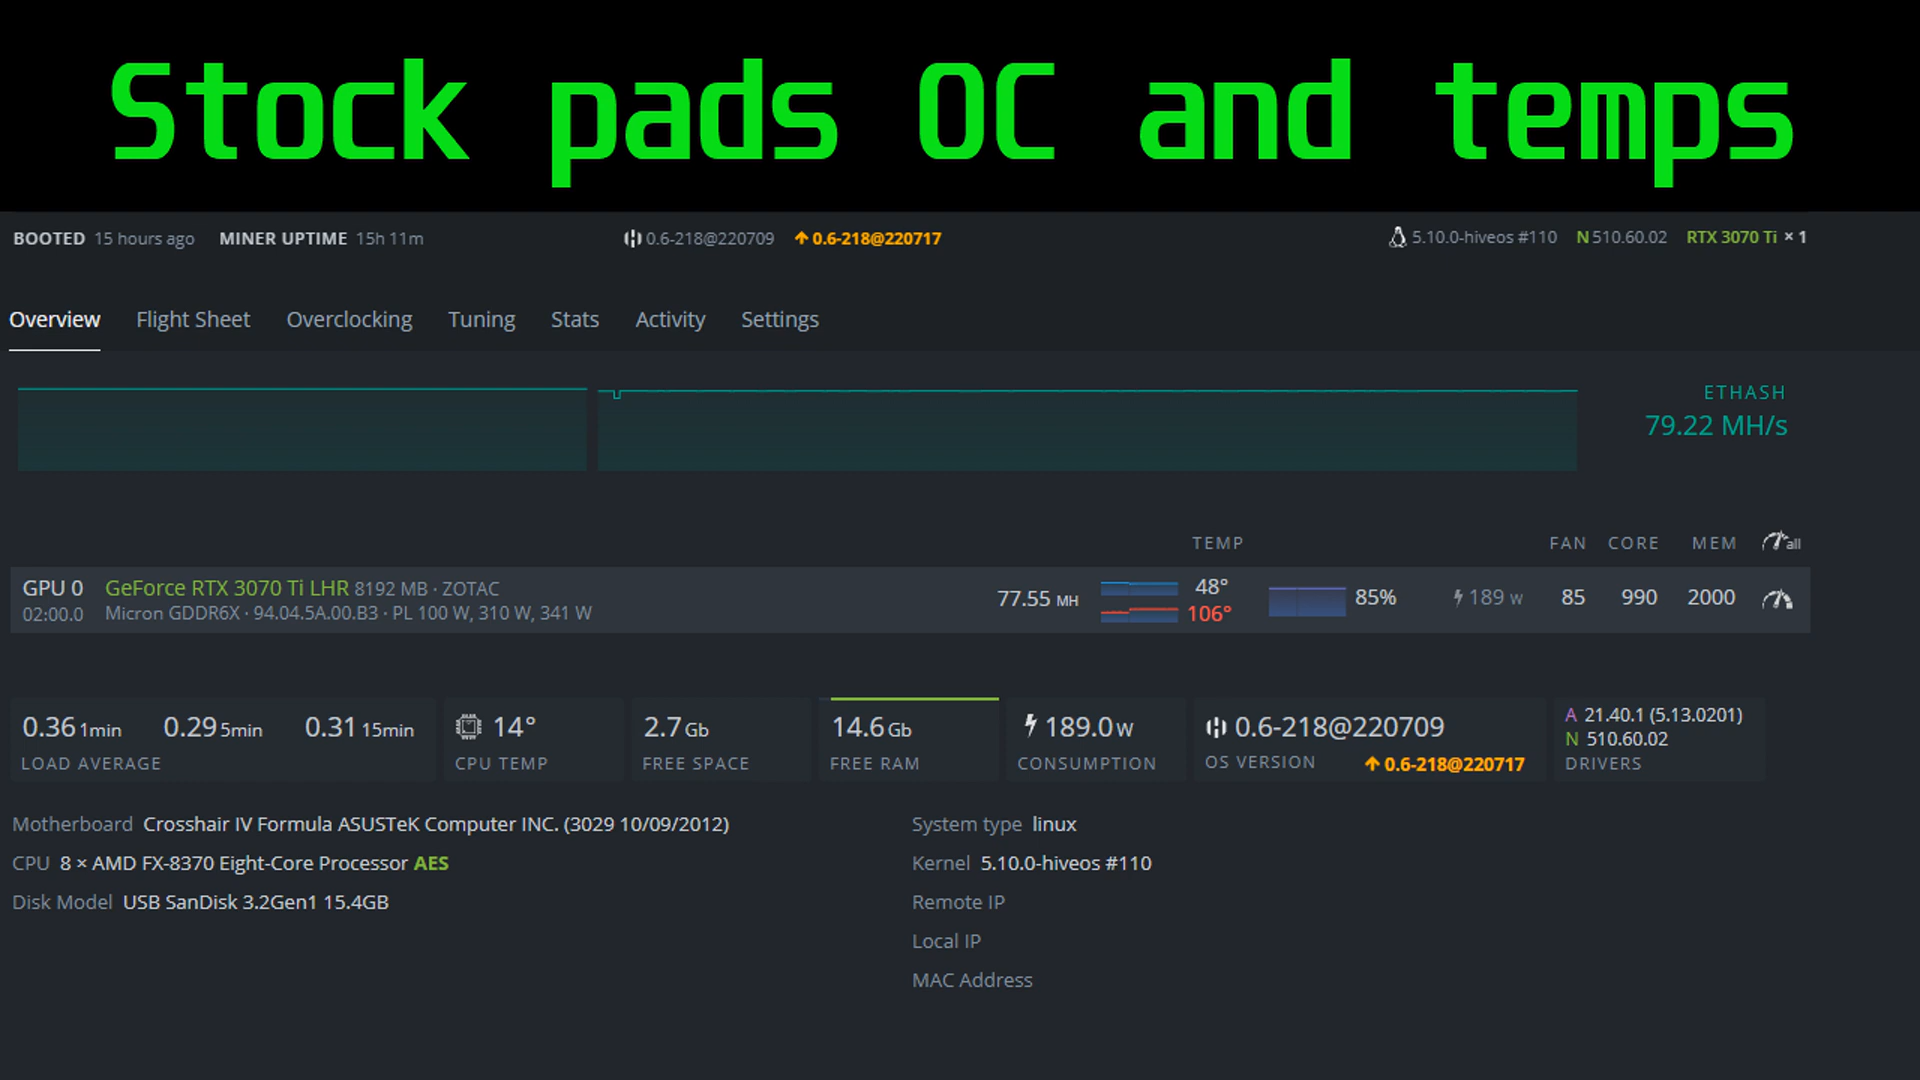 Stock pads OC and temps
BOOTED 15 hours ago MINER UPTIME 15h 11m 0.6-218@220709 0.6-218@220717 5.10.0-hiveos #110 N 510.60.02 RTX 3070 Ti × 1
Overview Flight Sheet Overclocking Tuning Stats Activity Settings
ETHASH
79.22 MH/s
TEMP FAN CORE MEM all
GPU 0 GeForce RTX 3070 Ti LHR 8192 MB · ZOTAC 77.55 MH 48° 85% 189 W 85 990 2000
02:00.0 Micron GDDR6X · 94.04.5A.00.B3 · PL 100 W, 310 W, 341 W 106°
0.36 1min 0.29 5min 0.31 15min
LOAD AVERAGE
14°
CPU TEMP
2.7 Gb
FREE SPACE
14.6 Gb
FREE RAM
189.0 W
CONSUMPTION
0.6-218@220709
OS VERSION 0.6-218@220717
A 21.40.1 (5.13.0201)
N 510.60.02
DRIVERS
Motherboard Crosshair IV Formula ASUSTeK Computer INC. (3029 10/09/2012)
CPU 8 × AMD FX-8370 Eight-Core Processor AES
Disk Model USB SanDisk 3.2Gen1 15.4GB
System type linux
Kernel 5.10.0-hiveos #110
Remote IP
Local IP
MAC Address